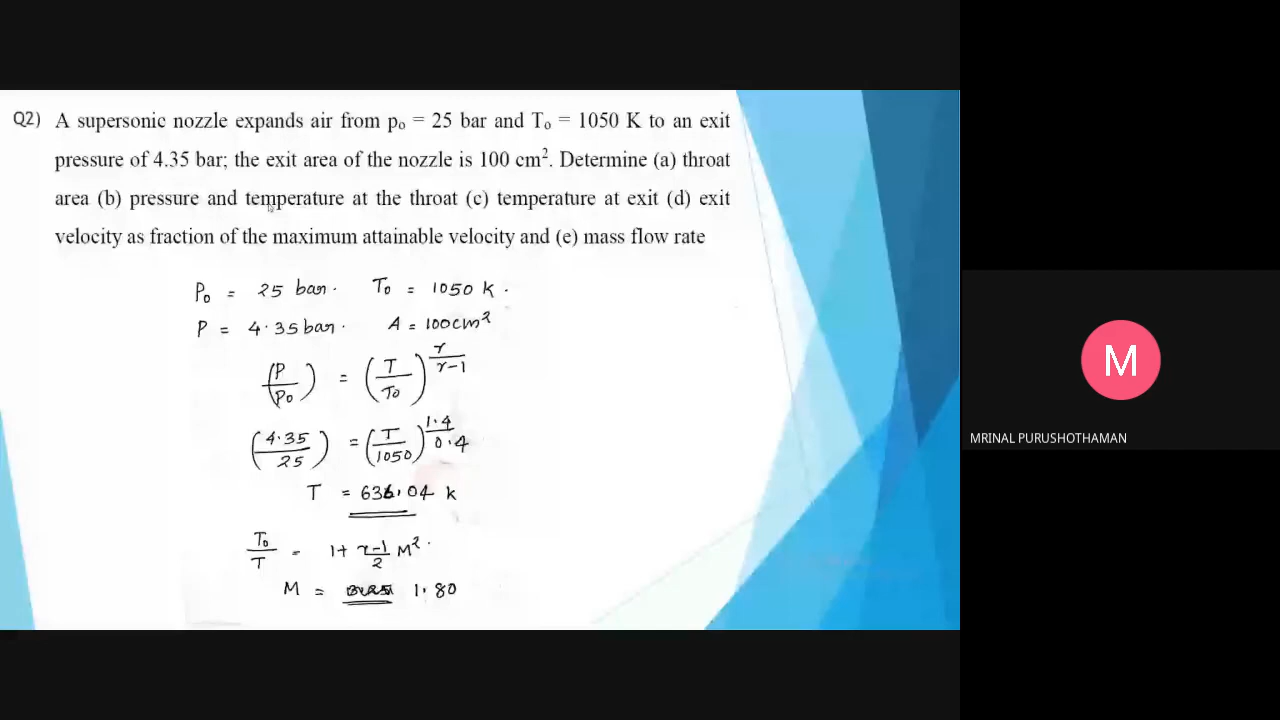 Q2) A supersonic nozzle expands air from p₀ = 25 bar and T₀ = 1050 K to an exit
pressure of 4.35 bar; the exit area of the nozzle is 100 cm². Determine (a) throat
area (b) pressure and temperature at the throat (c) temperature at exit (d) exit
velocity as fraction of the maximum attainable velocity and (e) mass flow rate
P₀ = 25 bar. T₀ = 1050 K.
P = 4.35 bar. A = 100 cm²
(P/P₀) = (T/T₀)^(γ/(γ-1))
(4.35/25) = (T/1050)^(1.4/0.4)
T = 636.04 K
T₀/T = 1+ (γ-1)/2 M².
M = 1.80
M
MRINAL PURUSHOTHAMAN